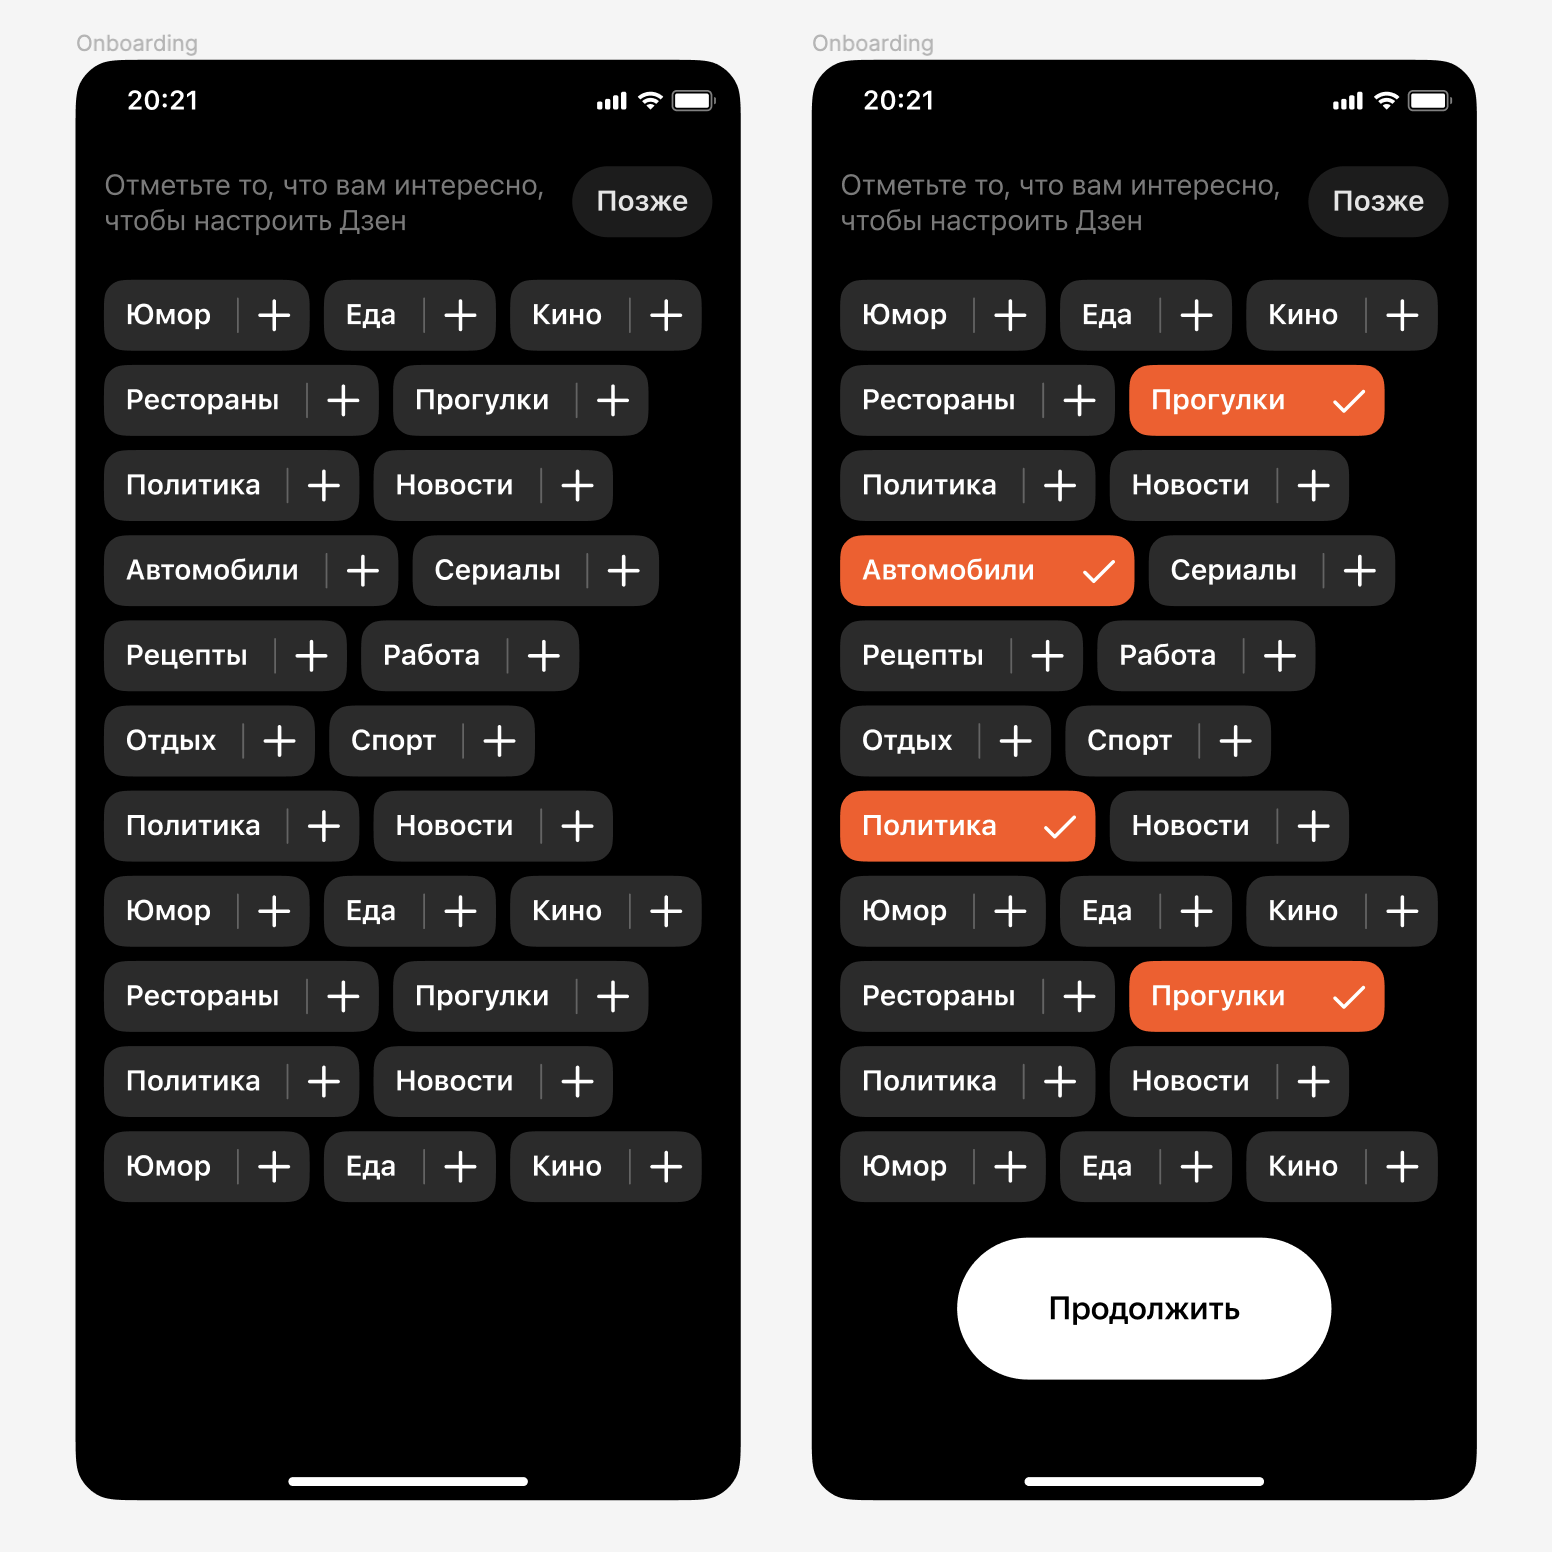 Onboarding
20:21
Отметьте то, что вам интересно,
чтобы настроить Дзен
Позже
Юмор
Еда
Кино
Рестораны
Прогулки
Политика
Новости
Автомобили
Сериалы
Рецепты
Работа
Отдых
Спорт
Политика
Новости
Юмор
Еда
Кино
Рестораны
Прогулки
Политика
Новости
Юмор
Еда
Кино
Onboarding
20:21
Отметьте то, что вам интересно,
чтобы настроить Дзен
Позже
Юмор
Еда
Кино
Рестораны
Прогулки
Политика
Новости
Автомобили
Сериалы
Рецепты
Работа
Отдых
Спорт
Политика
Новости
Юмор
Еда
Кино
Рестораны
Прогулки
Политика
Новости
Юмор
Еда
Кино
Продолжить